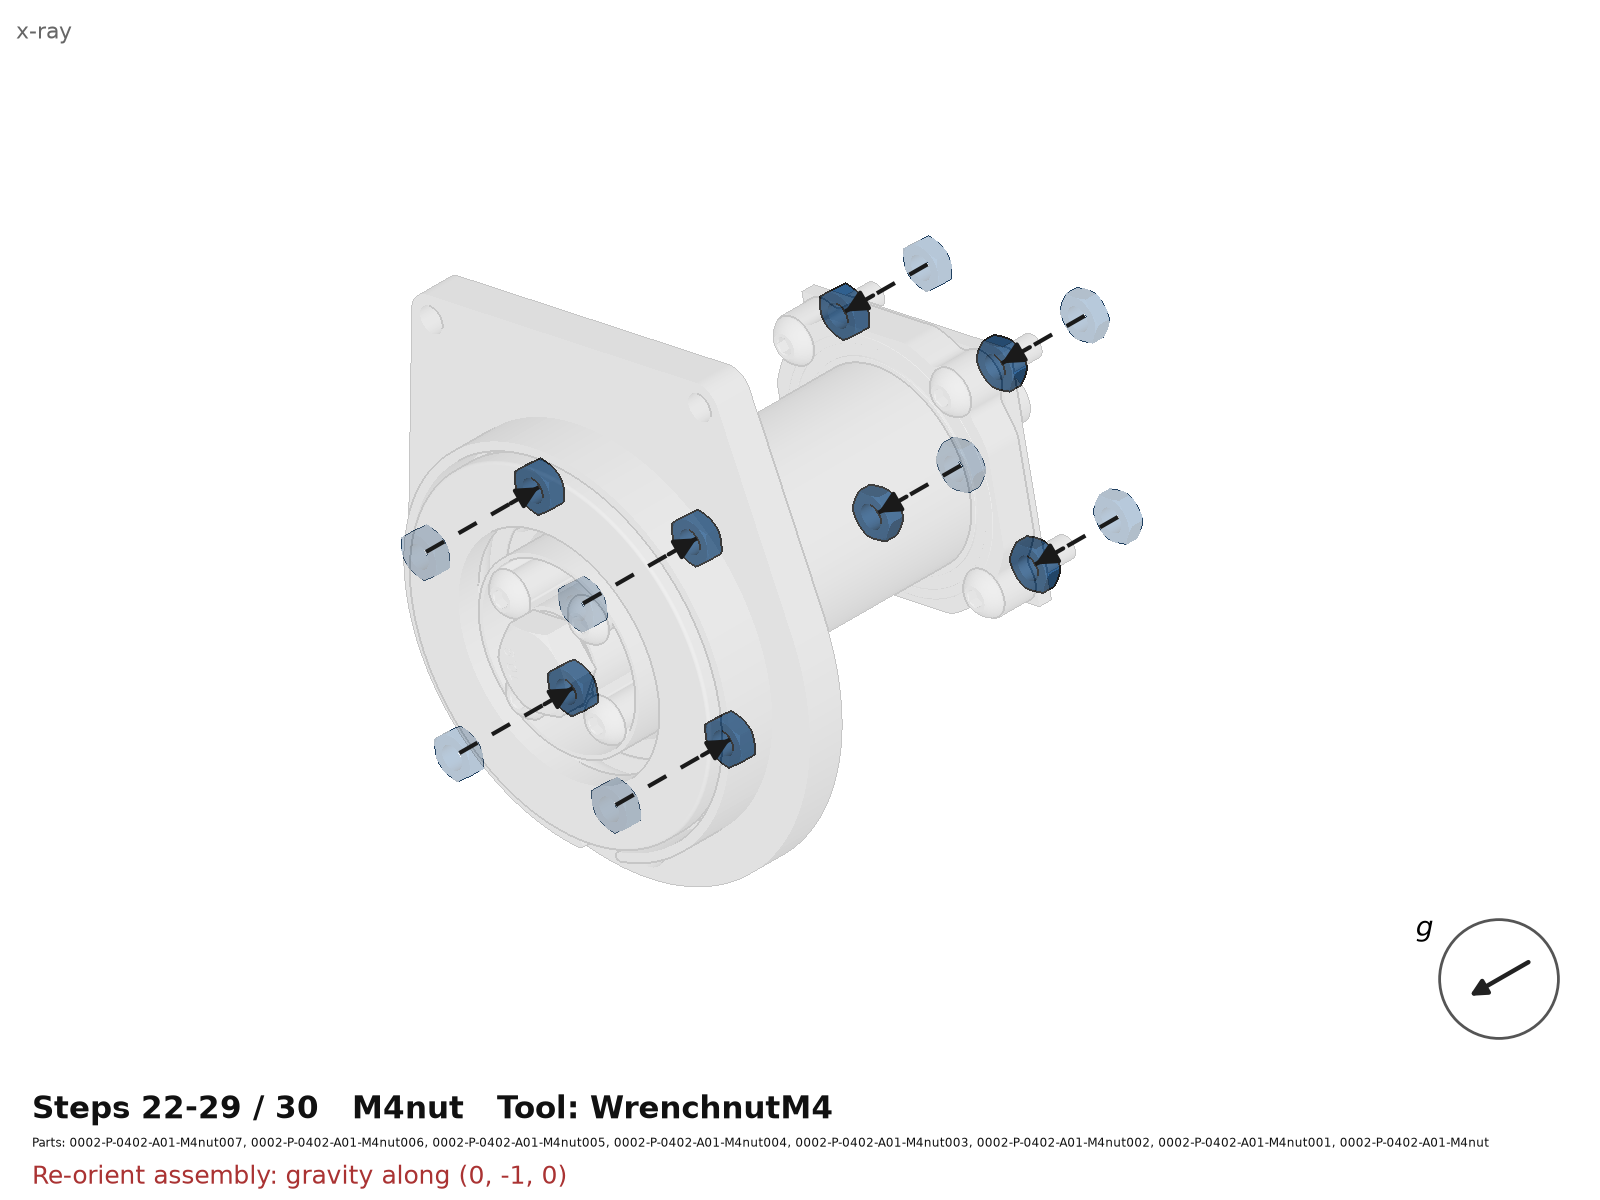 x-ray
g
Steps 22-29 / 30   M4nut   Tool: WrenchnutM4
Parts: 0002-P-0402-A01-M4nut007, 0002-P-0402-A01-M4nut006, 0002-P-0402-A01-M4nut005, 0002-P-0402-A01-M4nut004, 0002-P-0402-A01-M4nut003, 0002-P-0402-A01-M4nut002, 0002-P-0402-A01-M4nut001, 0002-P-0402-A01-M4nut
Re-orient assembly: gravity along (0, -1, 0)